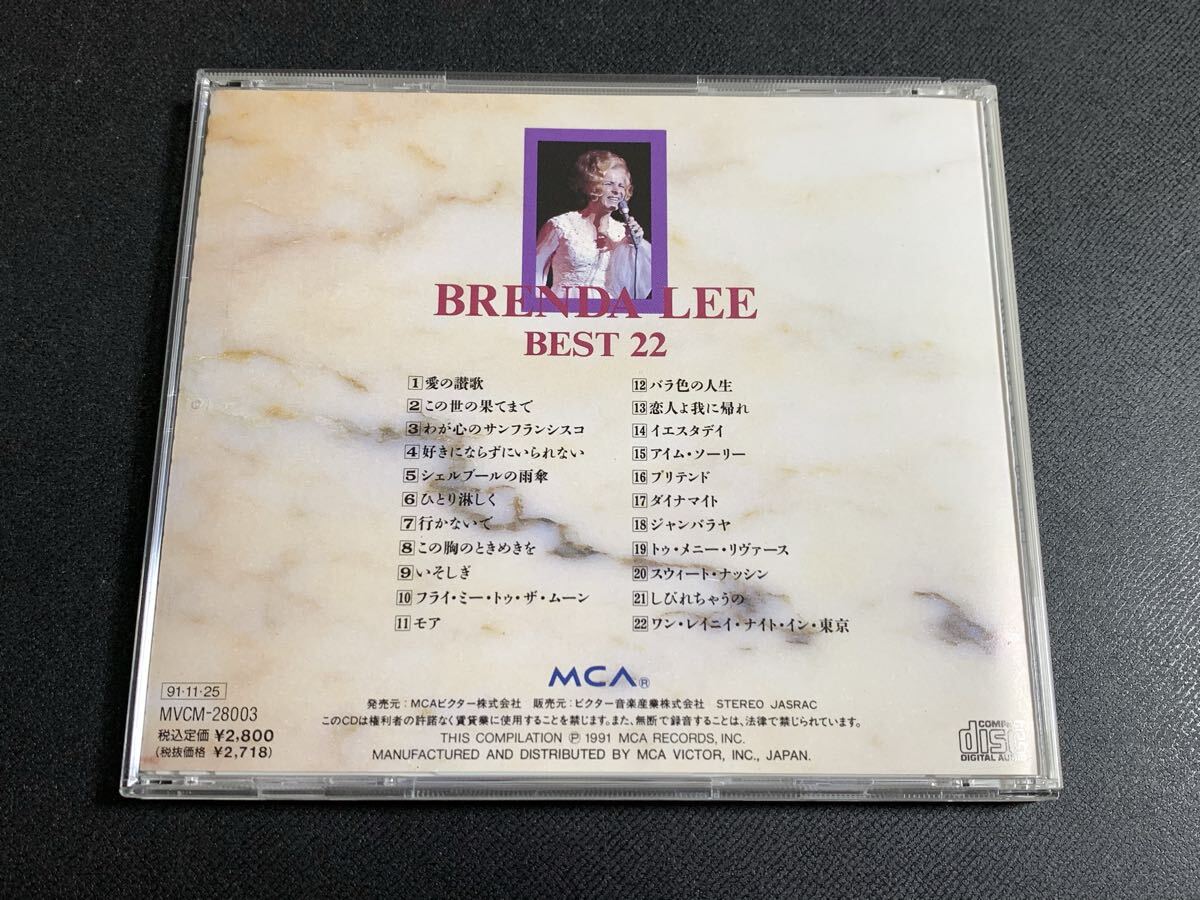 BRENDA LEE
BEST 22
1 愛の讃歌
2 この世の果てまで
3 わが心のサンフランシスコ
4 好きにならずにいられない
5 シェルブールの雨傘
6 ひとり淋しく
7 行かないで
8 この胸のときめきを
9 いそしぎ
10 フライ・ミー・トゥ・ザ・ムーン
11 モア
12 バラ色の人生
13 恋人よ我に帰れ
14 イエスタデイ
15 アイム・ソーリー
16 プリテンド
17 ダイナマイト
18 ジャンバラヤ
19 トゥ・メニー・リヴァース
20 スウィート・ナッシン
21 しびれちゃうの
22 ワン・レイニイ・ナイト・イン・東京
MCA®
91·11·25
MVCM-28003
税込定価 ¥2,800
(税抜価格 ¥2,718)
発売元：MCAビクター株式会社 販売元：ビクター音楽産業株式会社 STEREO JASRAC
このCDは権利者の許諾なく賃貸業に使用することを禁じます。また、無断で録音することは、法律で禁じられています。
THIS COMPILATION ℗ 1991 MCA RECORDS, INC.
MANUFACTURED AND DISTRIBUTED BY MCA VICTOR, INC., JAPAN.
disc